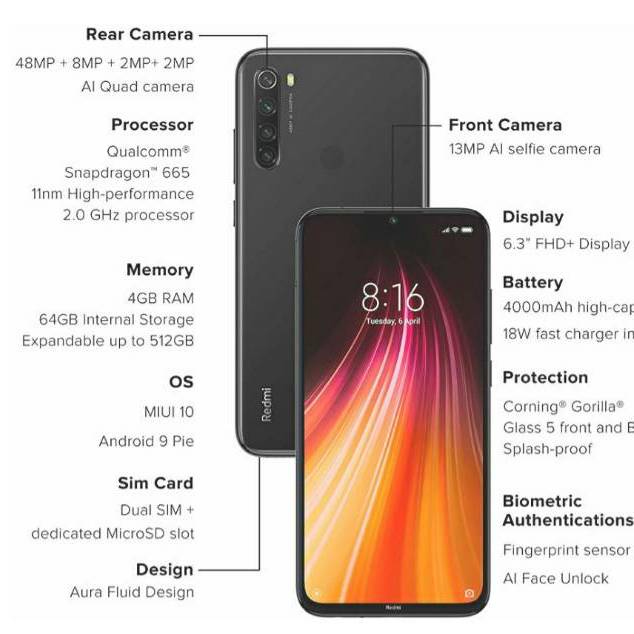 Rear Camera
48MP + 8MP + 2MP+ 2MP
AI Quad camera
Processor
Qualcomm®
Snapdragon™ 665
11nm High-performance
2.0 GHz processor
Memory
4GB RAM
64GB Internal Storage
Expandable up to 512GB
OS
MIUI 10
Android 9 Pie
Sim Card
Dual SIM +
dedicated MicroSD slot
Design
Aura Fluid Design
Redmi
8:16
Tuesday, 6 April
Redmi
Front Camera
13MP AI selfie camera
Display
6.3” FHD+ Display
Battery
4000mAh high-cap
18W fast charger in
Protection
Corning® Gorilla®
Glass 5 front and B
Splash-proof
Biometric
Authentications
Fingerprint sensor
AI Face Unlock